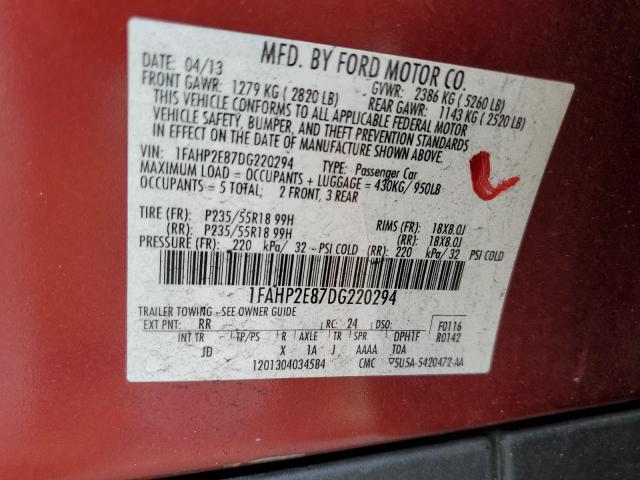 MFD. BY FORD MOTOR CO.
DATE: 04/13 GVWR: 2386 KG (5260 LB)
FRONT GAWR: 1279 KG (2820 LB) REAR GAWR: 1143 KG (2520 LB)
THIS VEHICLE CONFORMS TO ALL APPLICABLE FEDERAL MOTOR
VEHICLE SAFETY, BUMPER, AND THEFT PREVENTION STANDARDS
IN EFFECT ON THE DATE OF MANUFACTURE SHOWN ABOVE.
VIN: 1FAHP2E87DG220294 TYPE: Passenger Car
MAXIMUM LOAD = OCCUPANTS + LUGGAGE = 430KG/ 950LB
OCCUPANTS = 5 TOTAL; 2 FRONT, 3 REAR
TIRE (FR): P235/55R18 99H RIMS (FR): 18X8.0J
(RR): P235/55R18 99H (RR): 18X8.0J
PRESSURE (FR): 220 kPa/ 32 PSI COLD (RR): 220 kPa/ 32 PSI COLD
1FAHP2E87DG220294
TRAILER TOWING - SEE OWNER GUIDE
EXT PNT: RR RC: 24 DSO: F0116
INT TR TP/PS R AXLE TR SPR DPHTF R0142
JD X 1A J AAAA TOA
1201304034584 CMC ▽5U5A-5420472-AA